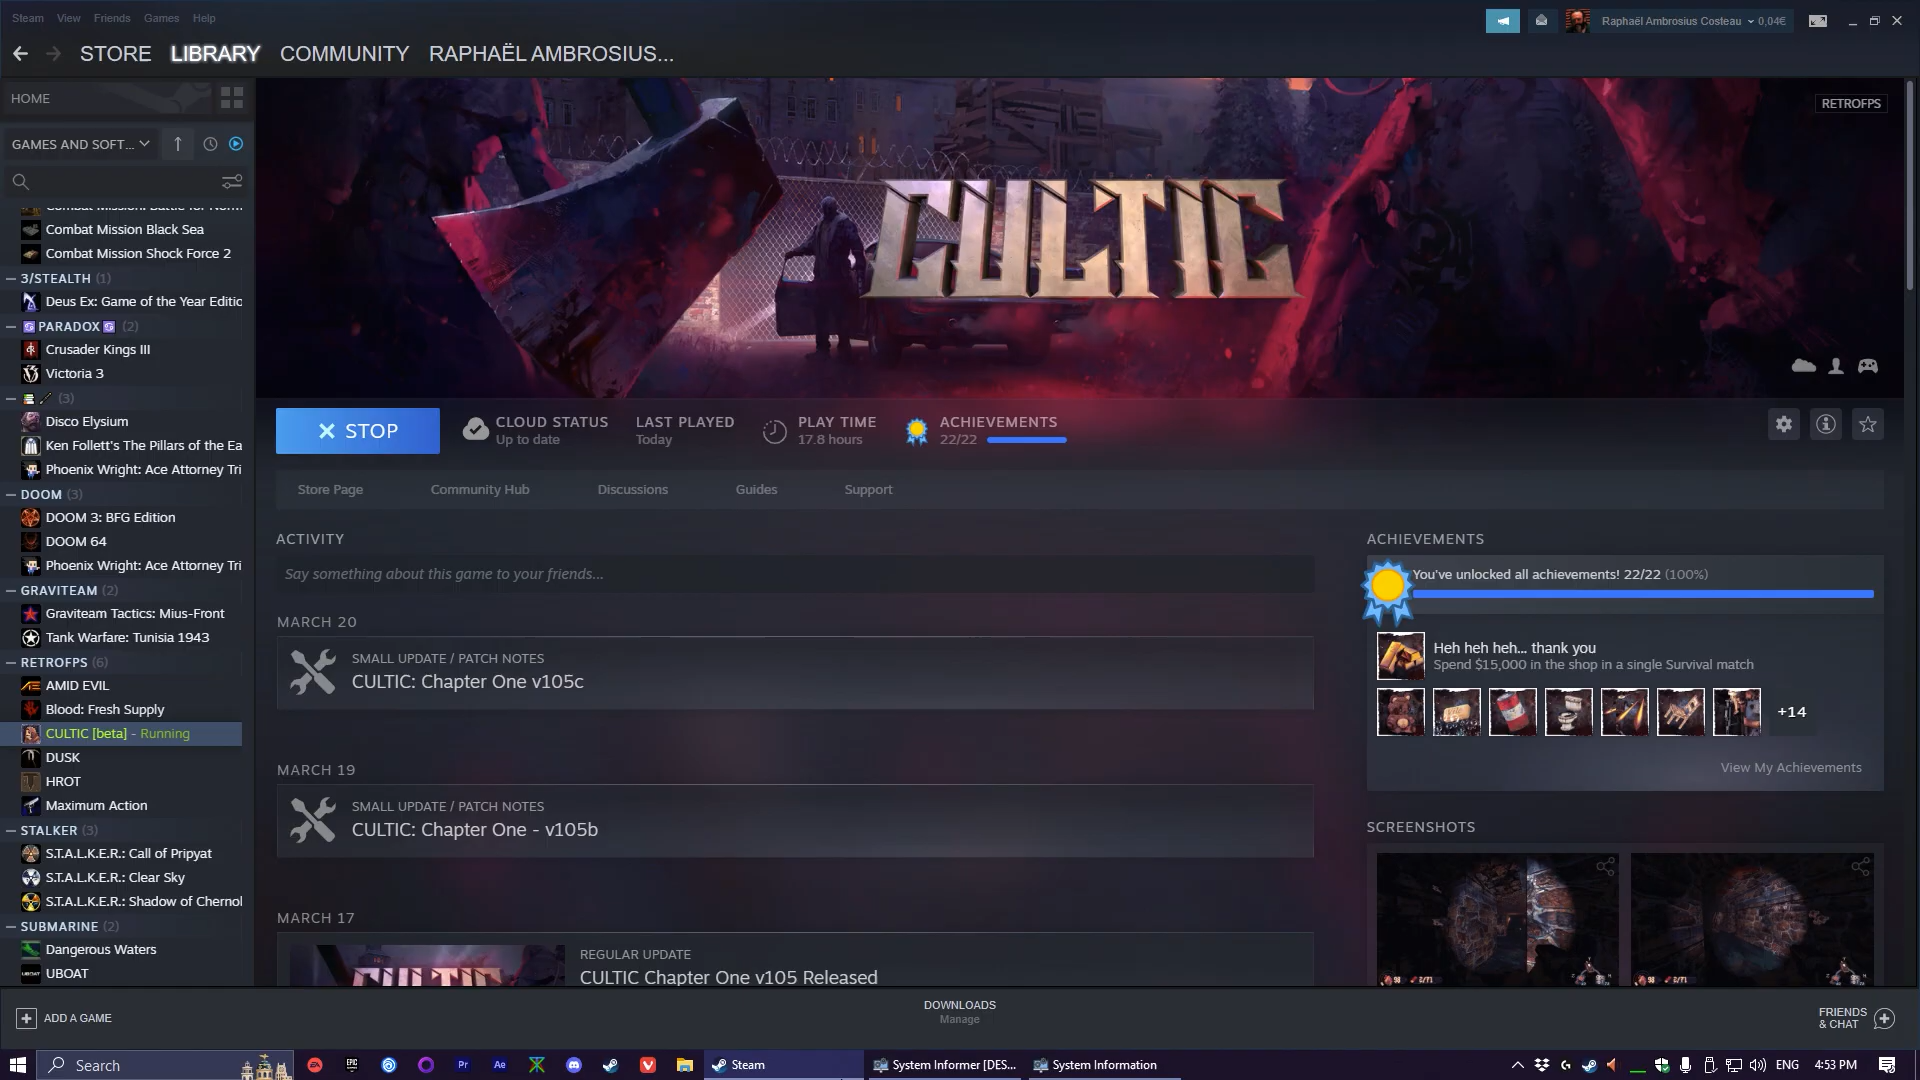 Steam View Friends Games Help
Raphaël Ambrosius Costeau 0,04€
STORE LIBRARY COMMUNITY RAPHAËL AMBROSIUS...
HOME
GAMES AND SOFT...
Combat Mission Black Sea
Combat Mission Shock Force 2
3/STEALTH (1)
Deus Ex: Game of the Year Editio
PARADOX (2)
Crusader Kings III
Victoria 3
(3)
Disco Elysium
Ken Follett's The Pillars of the Ea
Phoenix Wright: Ace Attorney Tri
DOOM (3)
DOOM 3: BFG Edition
DOOM 64
Phoenix Wright: Ace Attorney Tri
GRAVITEAM (2)
Graviteam Tactics: Mius-Front
Tank Warfare: Tunisia 1943
RETROFPS (6)
AMID EVIL
Blood: Fresh Supply
CULTIC [beta] - Running
DUSK
HROT
Maximum Action
STALKER (3)
S.T.A.L.K.E.R.: Call of Pripyat
S.T.A.L.K.E.R.: Clear Sky
S.T.A.L.K.E.R.: Shadow of Chernol
SUBMARINE (2)
Dangerous Waters
UBOAT
RETROFPS
CULTIC
STOP
CLOUD STATUS
Up to date
LAST PLAYED
Today
PLAY TIME
17.8 hours
ACHIEVEMENTS
22/22
Store Page Community Hub Discussions Guides Support
ACTIVITY
Say something about this game to your friends...
MARCH 20
SMALL UPDATE / PATCH NOTES
CULTIC: Chapter One v105c
MARCH 19
SMALL UPDATE / PATCH NOTES
CULTIC: Chapter One - v105b
MARCH 17
CULTIC
REGULAR UPDATE
CULTIC Chapter One v105 Released
ACHIEVEMENTS
You've unlocked all achievements! 22/22 (100%)
Heh heh heh... thank you
Spend $15,000 in the shop in a single Survival match
+14
View My Achievements
SCREENSHOTS
ADD A GAME
DOWNLOADS
Manage
FRIENDS
& CHAT
Search
Steam
System Informer [DES...
System Information
ENG
4:53 PM